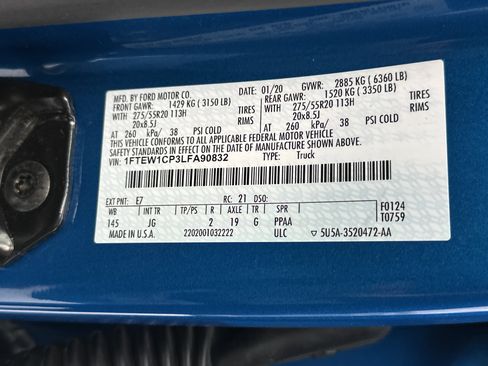 MFD. BY FORD MOTOR CO. 01/20 GVWR: 2885 KG ( 6360 LB)
FRONT GAWR: 1429 KG ( 3150 LB) REAR GAWR: 1520 KG ( 3350 LB)
WITH 275/55R20 113H TIRES WITH 275/55R20 113H TIRES
20x8.5J RIMS 20x8.5J RIMS
AT 260 kPa/ 38 PSI COLD AT 260 kPa/ 38 PSI COLD
THIS VEHICLE CONFORMS TO ALL APPLICABLE FEDERAL MOTOR VEHICLE
SAFETY STANDARDS IN EFFECT ON THE DATE OF MANUFACTURE SHOWN ABOVE.
VIN: 1FTEW1CP3LFA90832 TYPE: Truck
EXT PNT: E7 RC: 21 DSO: F0124
WB INT TR TP/PS R AXLE TR SPR T0759
145 JG 2 19 G PPAA
MADE IN U.S.A. 2202001032222 ULC 5U5A-3520472-AA